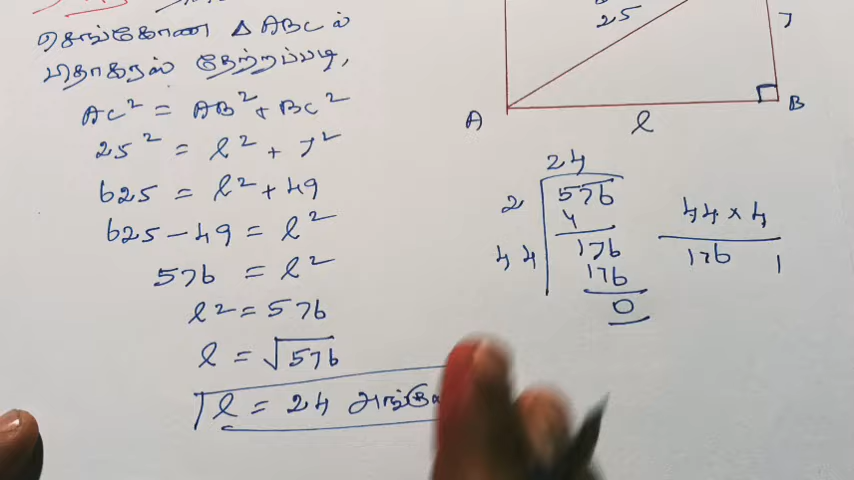 செங்கோண Δ ABC ல்
பிதாகரஸ் தேற்றப்படி,
AC² = AB² + BC²
25² = l² + 7²
625 = l² + 49
625 - 49 = l²
576 = l²
l² = 576
l = √576
l = 24
25
7
A
B
l
24
2 576
4
44 176
176
0
44 × 4
176